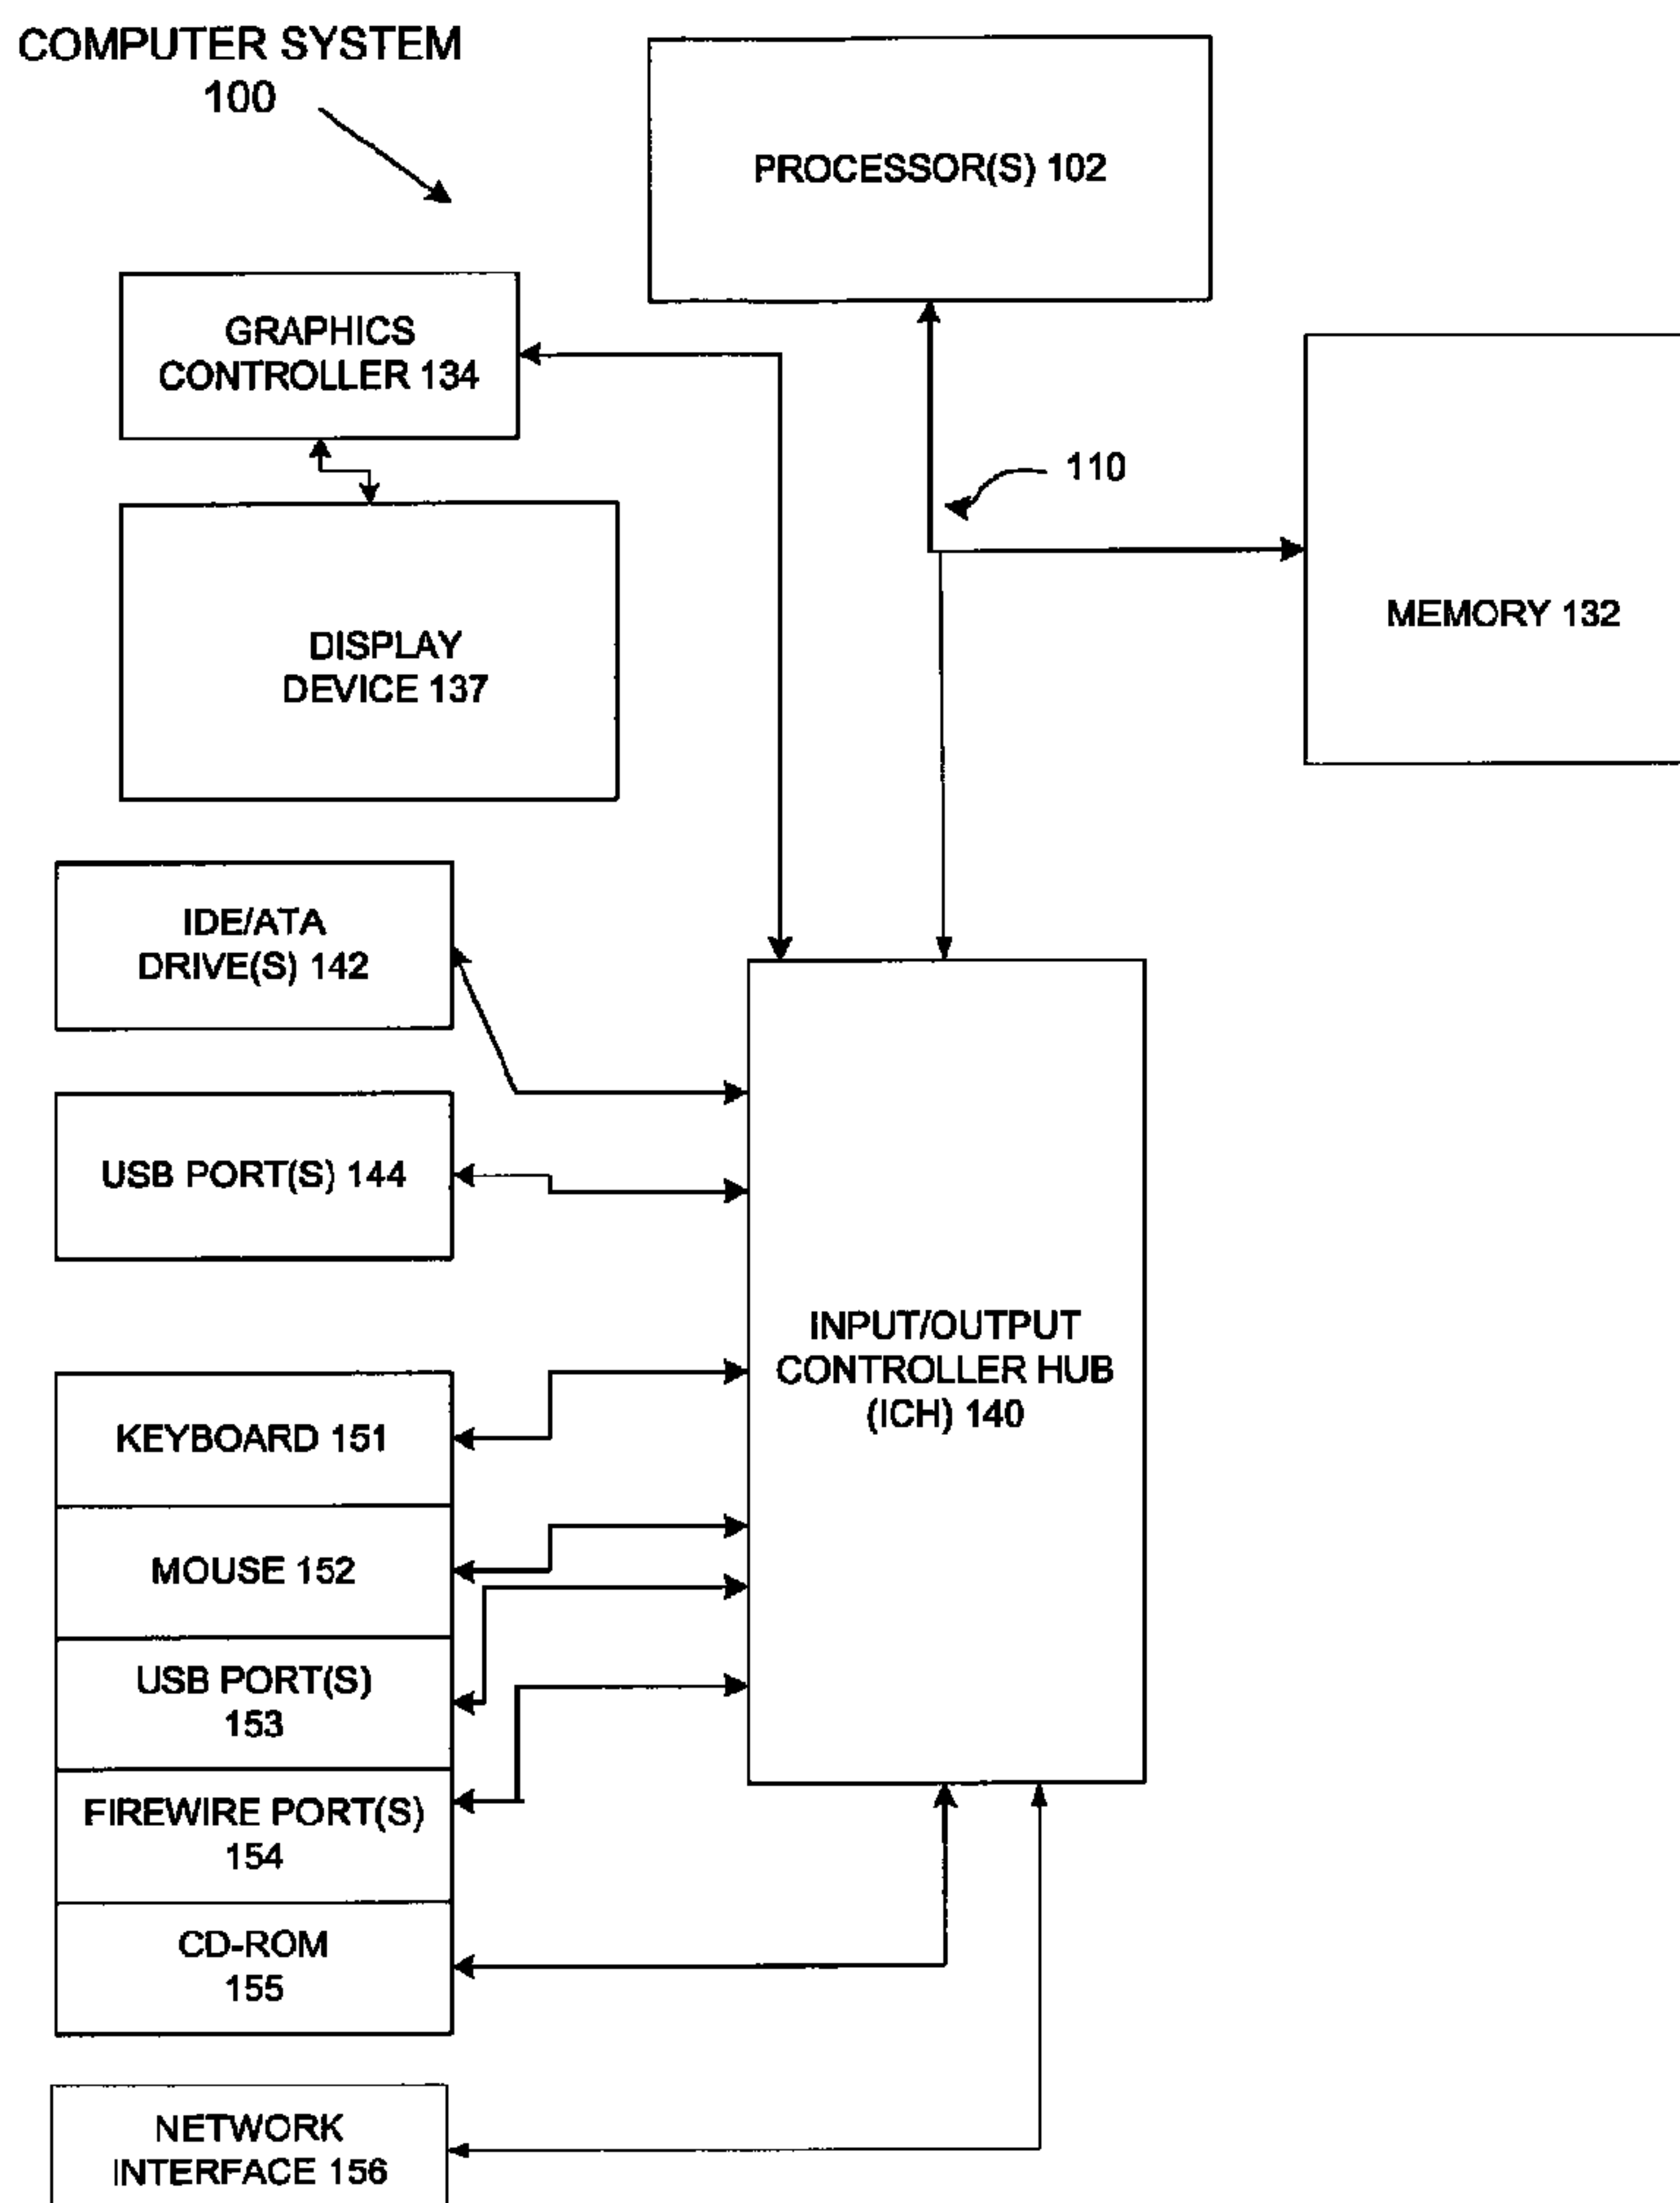 COMPUTER SYSTEM
100
PROCESSOR(S) 102
GRAPHICS
CONTROLLER 134
110
MEMORY 132
DISPLAY
DEVICE 137
IDE/ATA
DRIVE(S) 142
USB PORT(S) 144
INPUT/OUTPUT
CONTROLLER HUB
(ICH) 140
KEYBOARD 151
MOUSE 152
USB PORT(S)
153
FIREWIRE PORT(S)
154
CD-ROM
155
NETWORK
INTERFACE 156